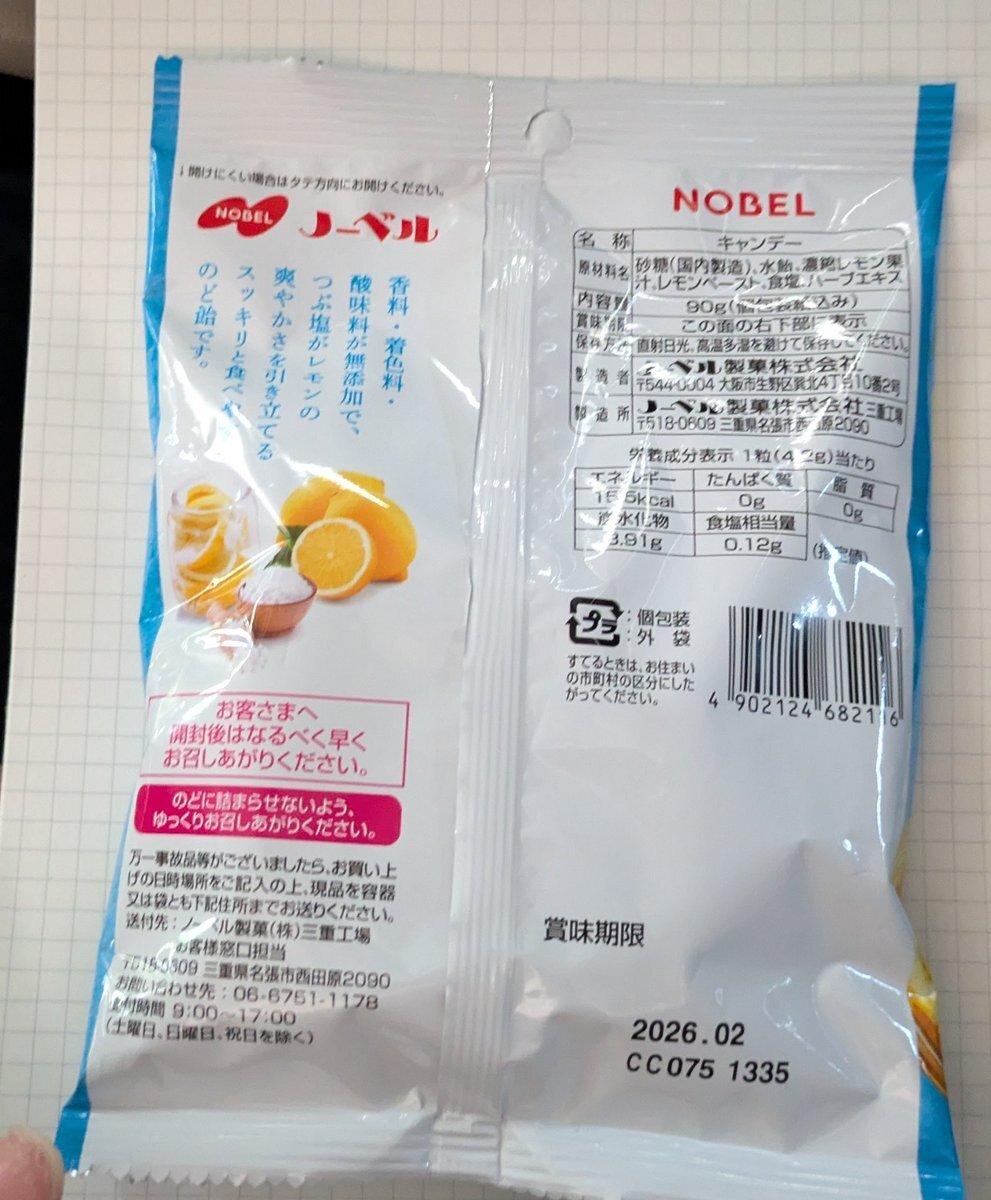 ↓開けにくい場合はタテ方向にお開けください。
NOBEL ノーベル
香料・着色料・
酸味料が無添加で、
つぶ塩がレモンの
爽やかさを引き立てる
スッキリと食べや
のど飴です。
お客さまへ
開封後はなるべく早く
お召しあがりください。
のどに詰まらせないよう、
ゆっくりお召しあがりください。
万一事故品等がございましたら、お買い上
げの日時場所をご記入の上、現品を容器
又は袋とも下記住所までお送りください。
送付先：ノーベル製菓(株)三重工場
お客様窓口担当
〒518-0609 三重県名張市西田原2090
お問い合わせ先：06-6751-1178
受付時間 9:00〜17:00
(土曜日、日曜日、祝日を除く)
NOBEL
名称 キャンデー
原材料名 砂糖(国内製造)、水飴、濃縮レモン果
汁、レモンペースト、食塩、ハーブエキス
内容量 90g(個包装紙込み)
賞味期限 この面の右下部に表示
保存方法 直射日光、高温多湿を避けて保存してください。
製造者 ノーベル製菓株式会社
〒544-0004 大阪市生野区巽北4丁目10番2号
製造所 ノーベル製菓株式会社 三重工場
〒518-0609 三重県名張市西田原2090
栄養成分表示 1粒(4.2g)当たり
エネルギー たんぱく質 脂質
15.5kcal 0g 0g
炭水化物 食塩相当量
3.91g 0.12g (推定値)
プラ ：個包装
：外 袋
すてるときは、お住まい
の市町村の区分にした
がってください。
4 902124 682116
賞味期限
2026.02
CC075 1335